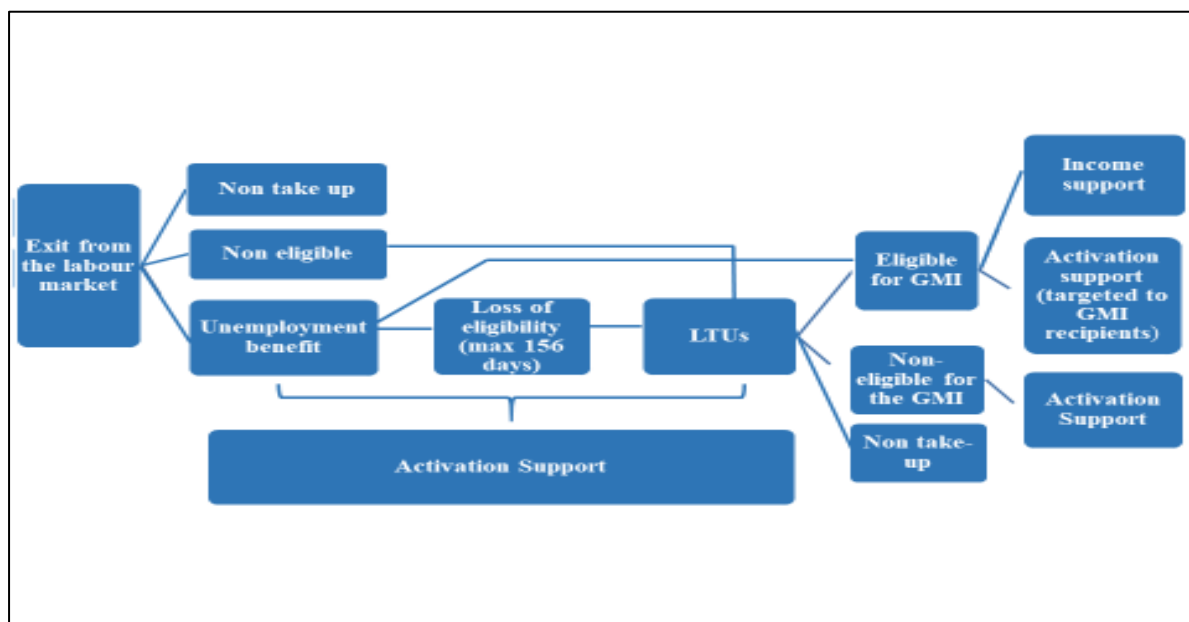 Exit from
the labour
market
Non take up
Non eligible
Unemployment
benefit
Loss of
eligibility
(max 156
days)
LTUs
Activation Support
Eligible
for GMI
Non-
eligible for
the GMI
Non take-
up
Income
support
Activation
support
(targeted to
GMI
recipients)
Activation
Support